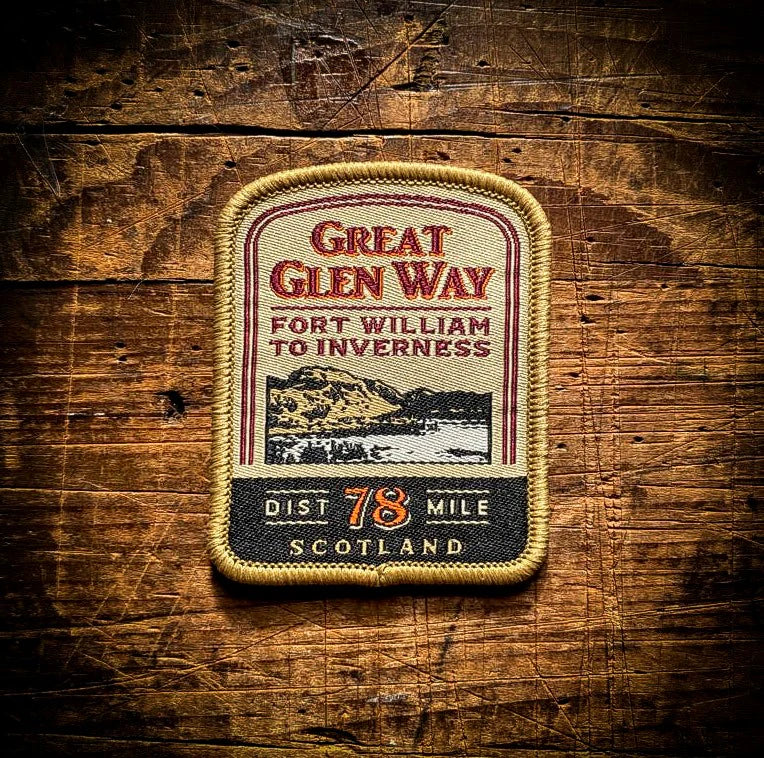 GREAT
GLEN WAY
FORT WILLIAM
TO INVERNESS
DIST 78 MILE
SCOTLAND